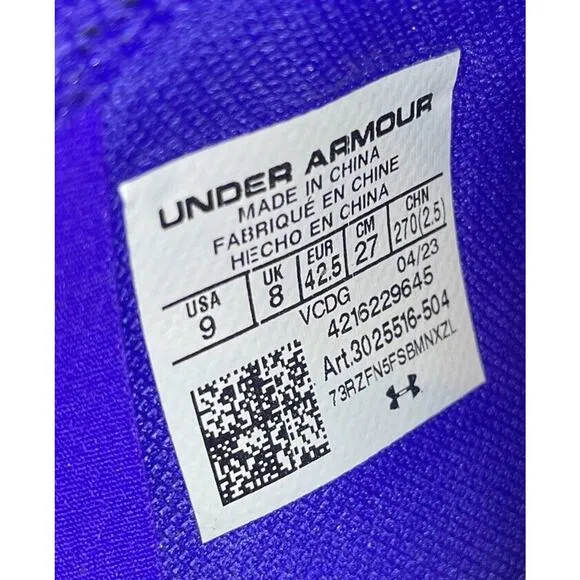 UNDER ARMOUR
MADE IN CHINA
FABRIQUÉ EN CHINE
HECHO EN CHINA
USA UK EUR CM CHN
9 8 42.5 27 270(2.5)
VCDG 04/23
4216229645
Art.3025516-504
73RZFN5FSBMNXZL